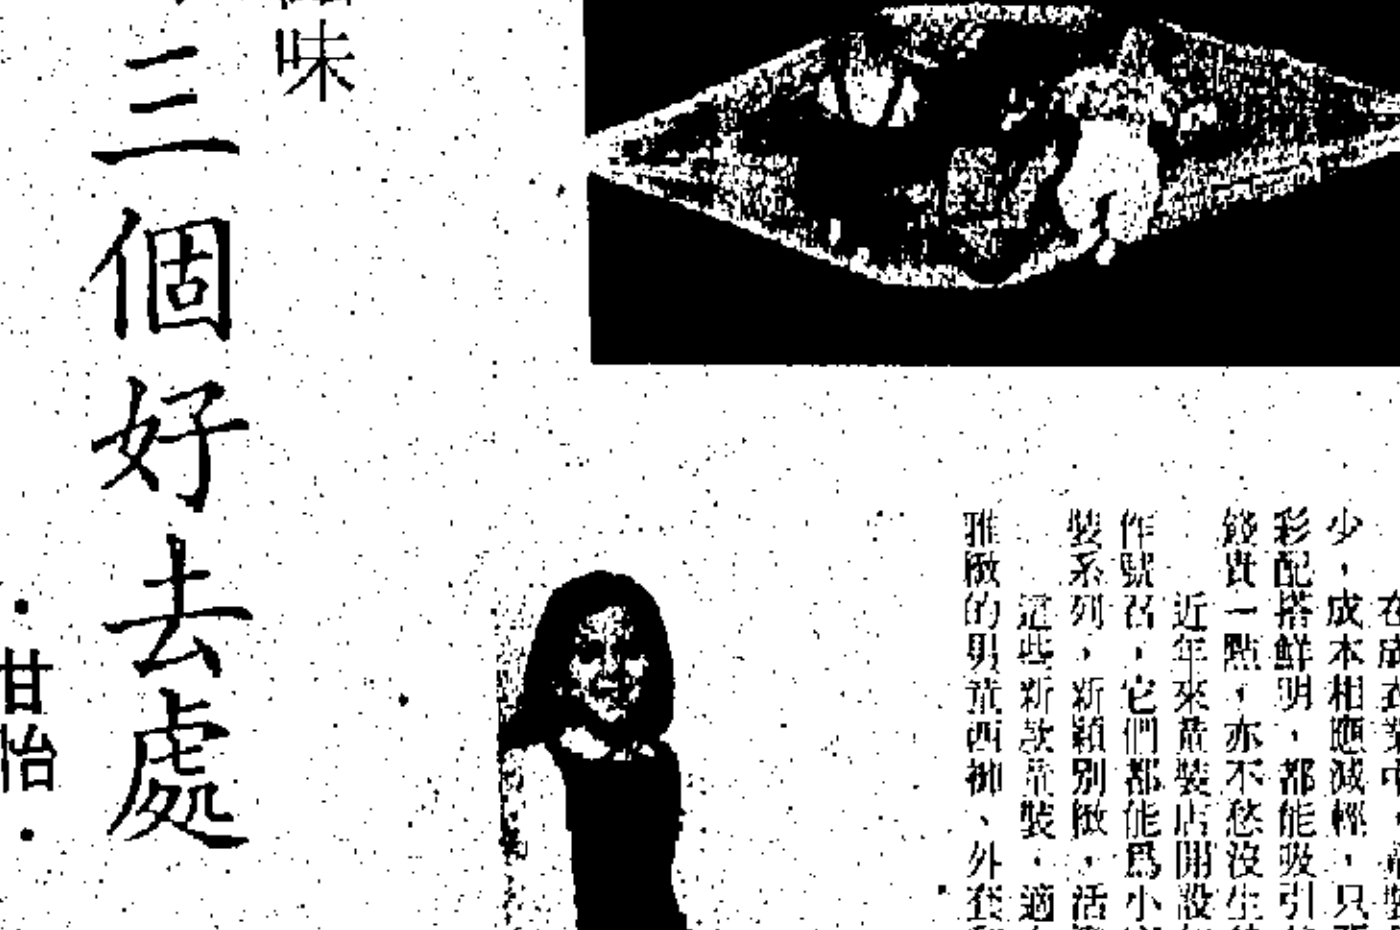 在成衣業中，
少，成本相應減輕，只
彩配搭鮮明，都能吸引
錢貴一點，亦不愁沒生
近年來童裝店開設
作號召，它們都能爲小
裝系列，新穎別緻，活
這些新款童裝，適
雅緻的男童西褲、外套
味
三個好去處
・甘怡・